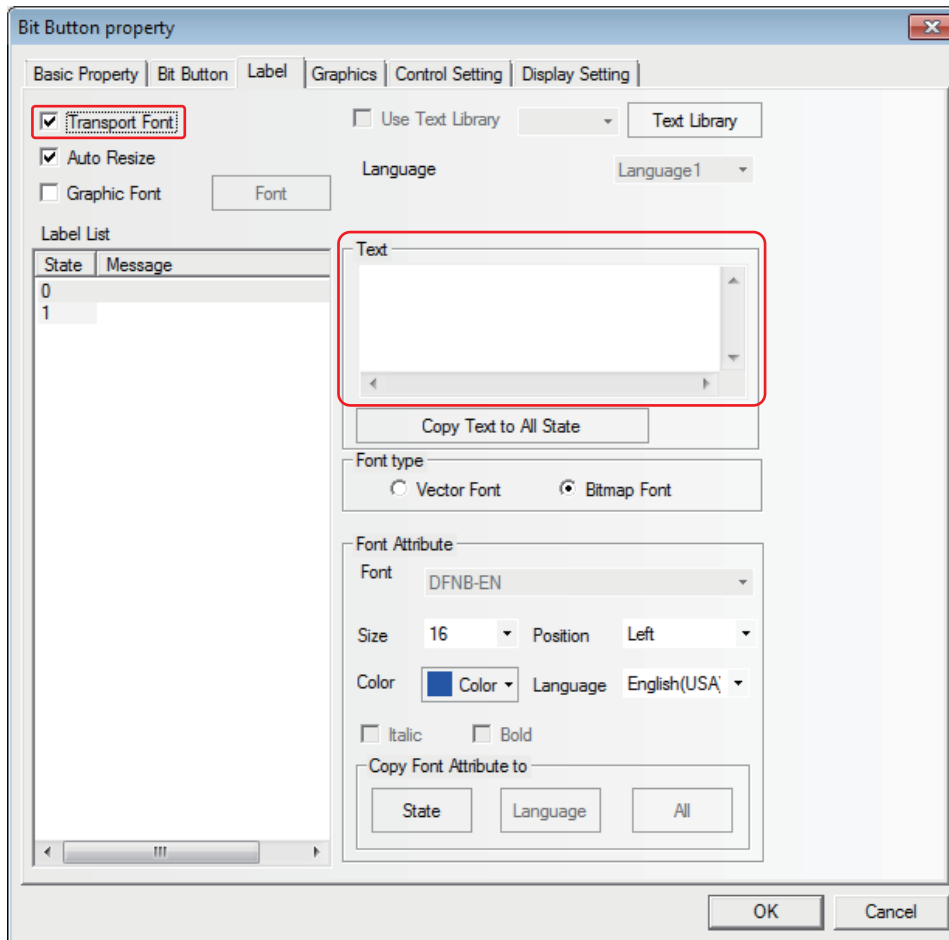 Bit Button property
Basic Property Bit Button Label Graphics Control Setting Display Setting
Transport Font
Auto Resize
Graphic Font Font
Use Text Library Text Library
Language Language1
Label List
State Message
0
1
Text
Copy Text to All State
Font type
Vector Font Bitmap Font
Font Attribute
Font DFNB-EN
Size 16 Position Left
Color Color Language English(USA)
Italic Bold
Copy Font Attribute to
State Language All
OK Cancel